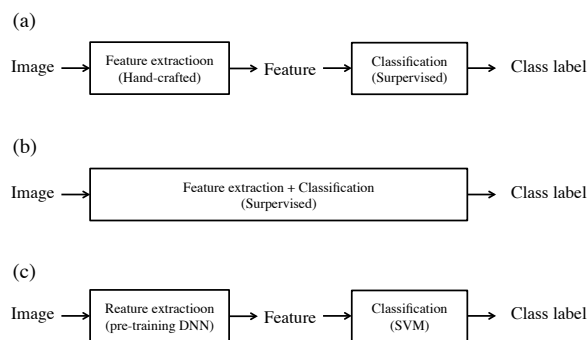 (a)
Image Feature extractioon (Hand-crafted) Feature Classification (Surpervised) Class label
(b)
Image Feature extraction + Classification (Surpervised) Class label
(c)
Image Reature extractioon (pre-training DNN) Feature Classification (SVM) Class label